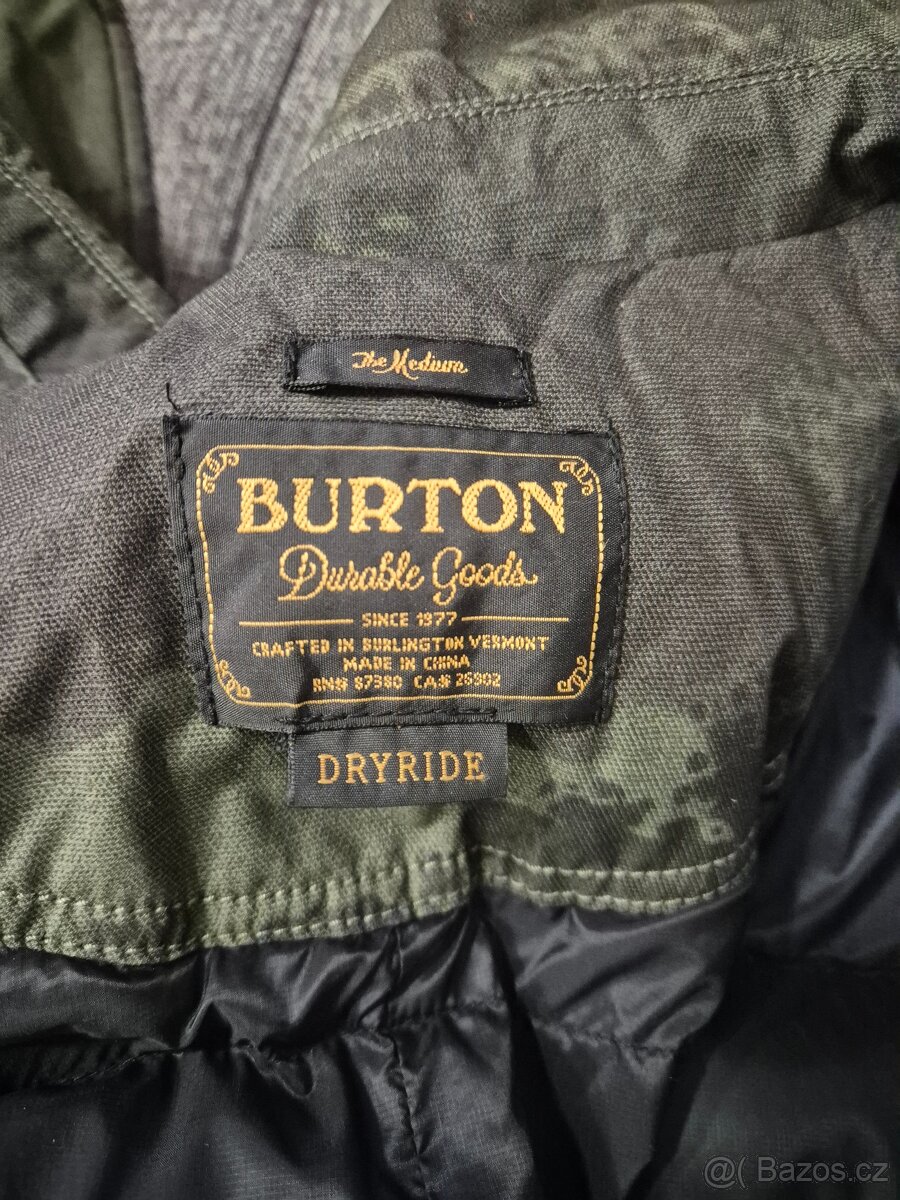 The Medium
BURTON
Durable Goods
SINCE 1977
CRAFTED IN BURLINGTON VERMONT
MADE IN CHINA
RN# 87380 CA# 26902
DRYRIDE
@( Bazos.cz